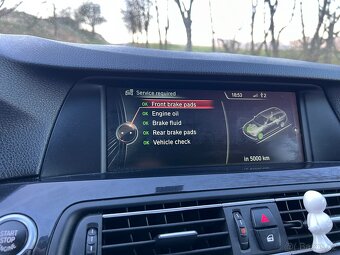 Service required
18:53
2
OK Front brake pads
OK Engine oil
OK Brake fluid
OK Rear brake pads
OK Vehicle check
in 5000 km
START
STOP